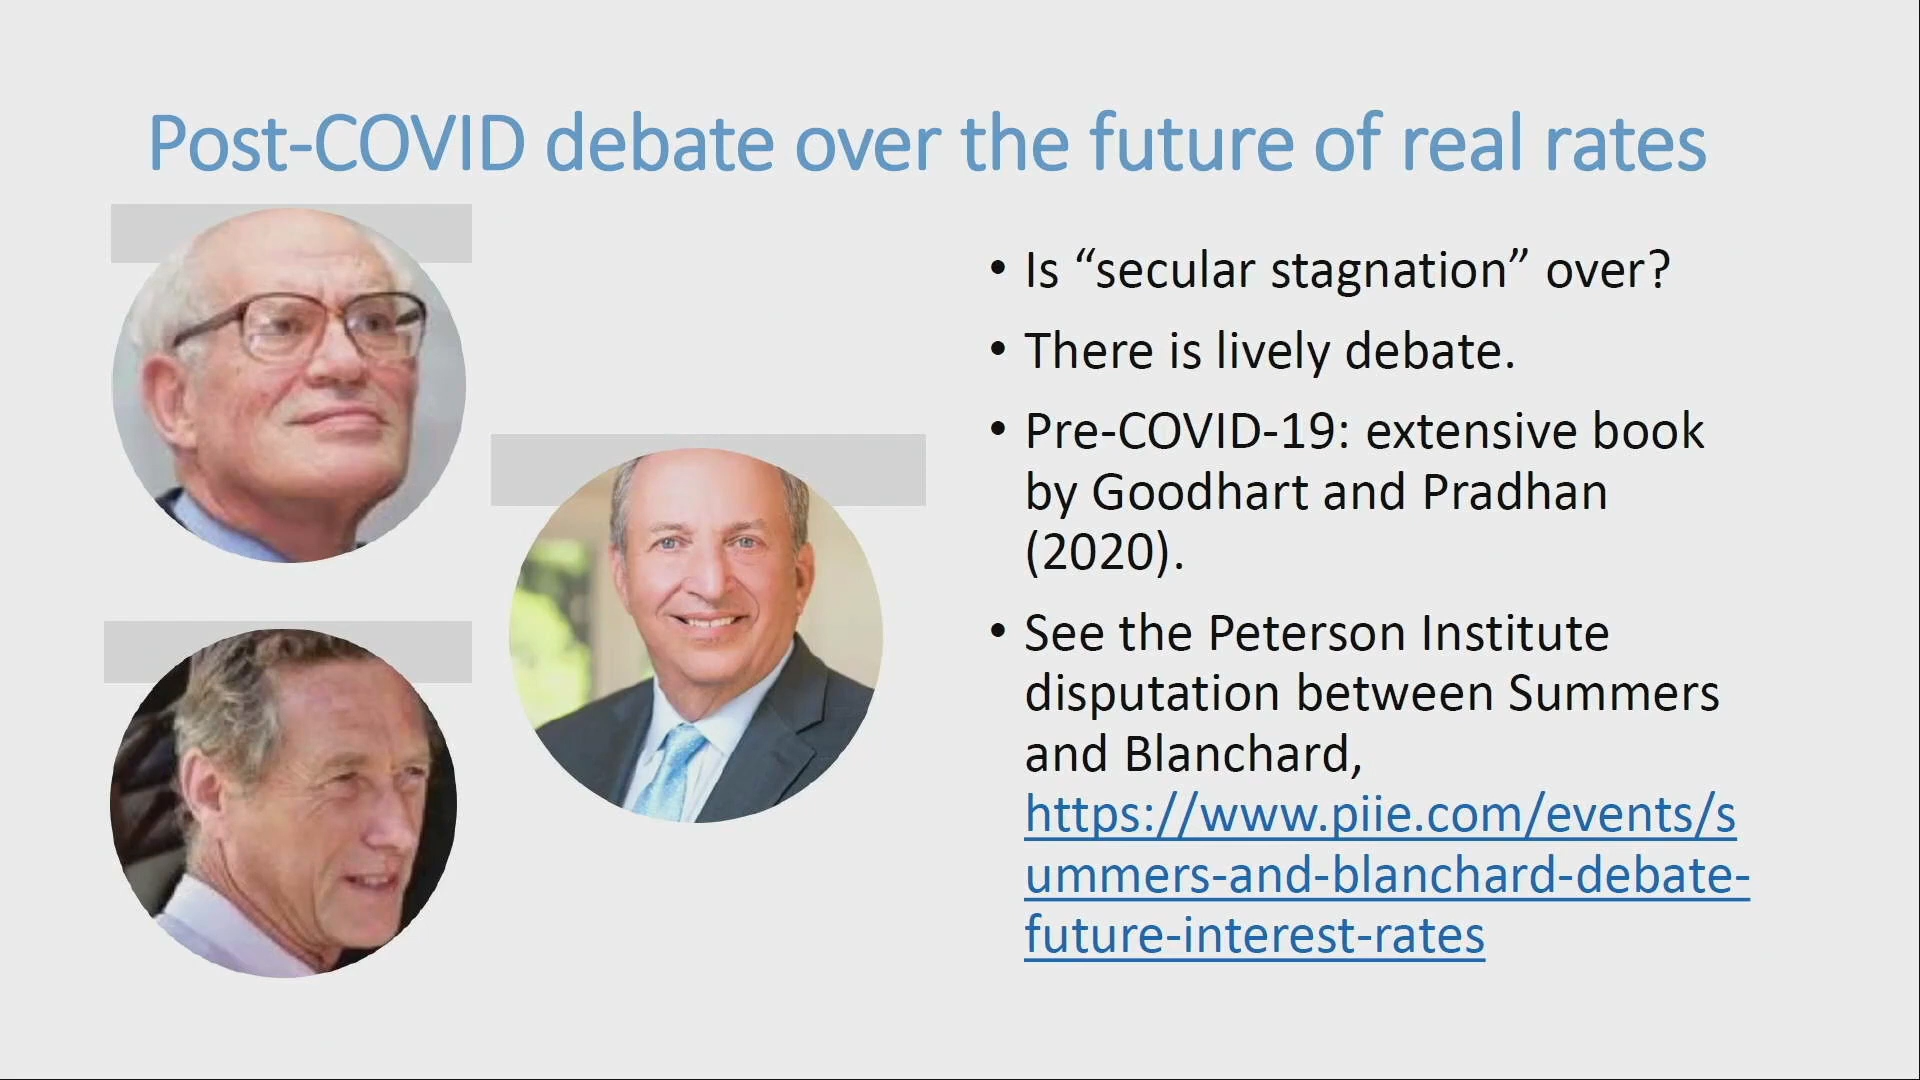 Post-COVID debate over the future of real rates
• Is “secular stagnation” over?
• There is lively debate.
• Pre-COVID-19: extensive book
by Goodhart and Pradhan
(2020).
• See the Peterson Institute
disputation between Summers
and Blanchard,
https://www.piie.com/events/s
ummers-and-blanchard-debate-
future-interest-rates